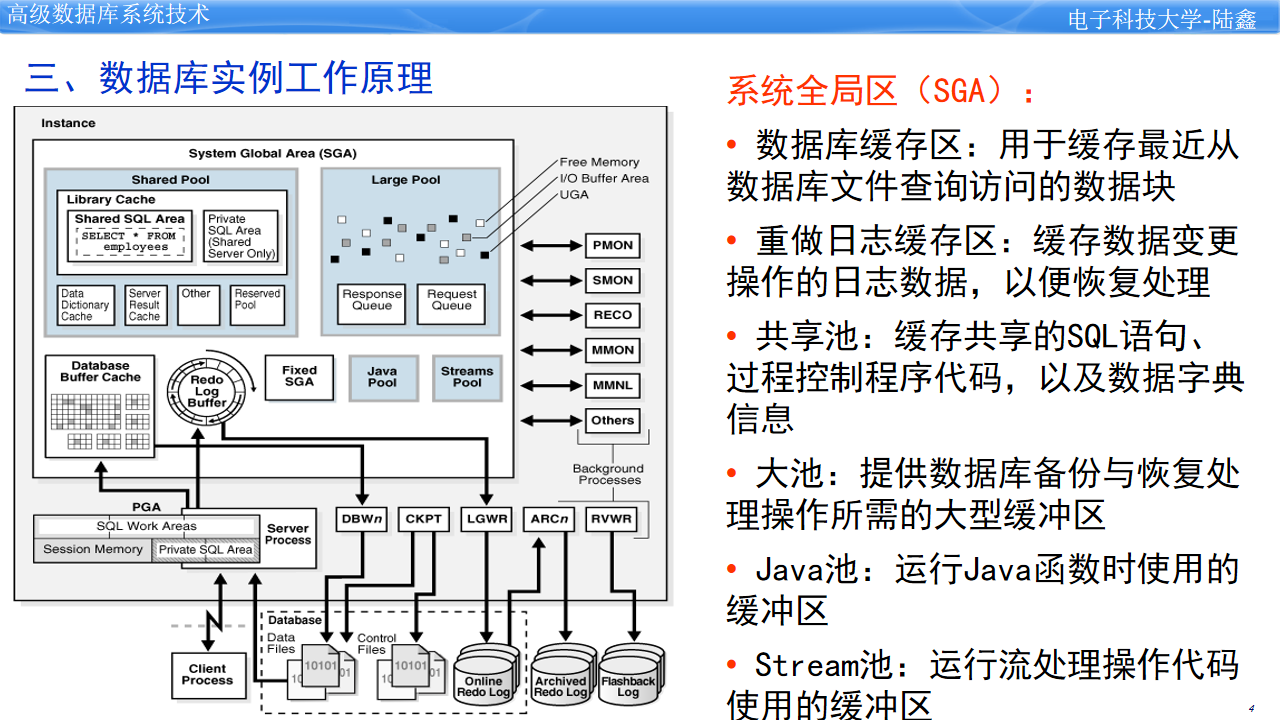 高级数据库系统技术
电子科技大学-陆鑫
三、数据库实例工作原理
Instance
System Global Area (SGA)
Shared Pool
Library Cache
Shared SQL Area
SELECT * FROM
employees
Private
SQL Area
(Shared
Server Only)
Data
Dictionary
Cache
Server
Result
Cache
Other
Reserved
Pool
Large Pool
Response
Queue
Request
Queue
Free Memory
I/O Buffer Area
UGA
Database
Buffer Cache
Redo
Log
Buffer
Fixed
SGA
Java
Pool
Streams
Pool
PMON
SMON
RECO
MMON
MMNL
Others
Background
Processes
PGA
SQL Work Areas
Session Memory
Private SQL Area
Server
Process
DBWn
CKPT
LGWR
ARCn
RVWR
Client
Process
Database
Data
Files
10101
10
01
Control
Files
10101
10
01
Online
Redo Log
Archived
Redo Log
Flashback
Log
系统全局区（SGA）：
• 数据库缓存区：用于缓存最近从
数据库文件查询访问的数据块
• 重做日志缓存区：缓存数据变更
操作的日志数据，以便恢复处理
• 共享池：缓存共享的SQL语句、
过程控制程序代码，以及数据字典
信息
• 大池：提供数据库备份与恢复处
理操作所需的大型缓冲区
• Java池：运行Java函数时使用的
缓冲区
• Stream池：运行流处理操作代码
使用的缓冲区
4